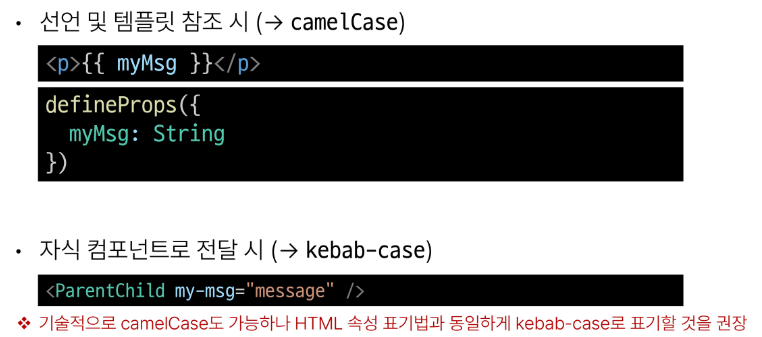 • 선언 및 템플릿 참조 시 (→ camelCase)
<p>{{ myMsg }}</p>
defineProps({
  myMsg: String
})
• 자식 컴포넌트로 전달 시 (→ kebab-case)
<ParentChild my-msg="message" />
❖ 기술적으로 camelCase도 가능하나 HTML 속성 표기법과 동일하게 kebab-case로 표기할 것을 권장